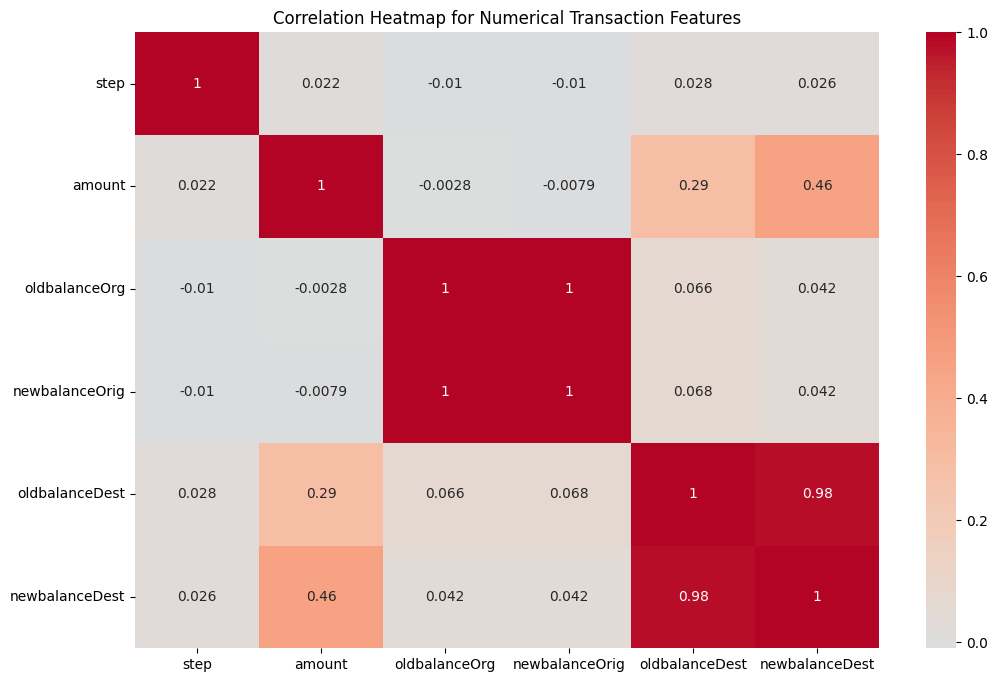 Correlation Heatmap for Numerical Transaction Features
step 1 0.022 -0.01 -0.01 0.028 0.026
amount 0.022 1 -0.0028 -0.0079 0.29 0.46
oldbalanceOrg -0.01 -0.0028 1 1 0.066 0.042
newbalanceOrig -0.01 -0.0079 1 1 0.068 0.042
oldbalanceDest 0.028 0.29 0.066 0.068 1 0.98
newbalanceDest 0.026 0.46 0.042 0.042 0.98 1
step amount oldbalanceOrg newbalanceOrig oldbalanceDest newbalanceDest
1.0
0.8
0.6
0.4
0.2
0.0